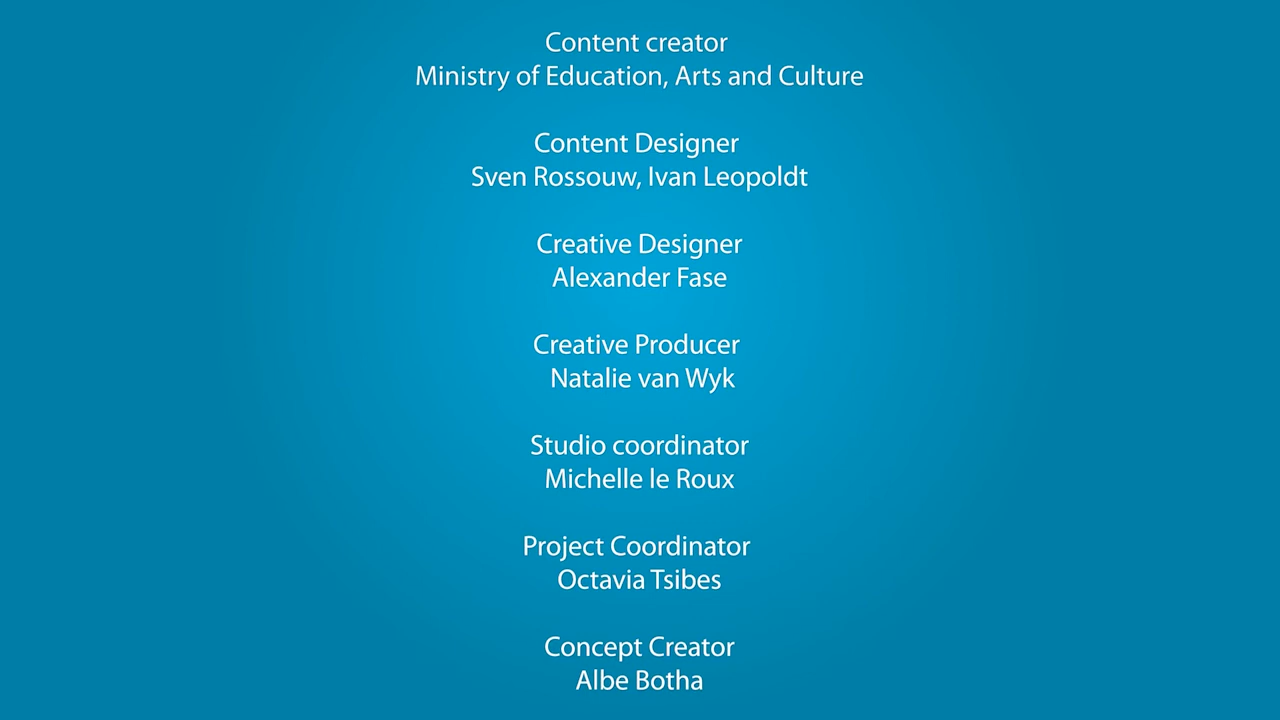 Content creator
Ministry of Education, Arts and Culture
Content Designer
Sven Rossouw, Ivan Leopoldt
Creative Designer
Alexander Fase
Creative Producer
Natalie van Wyk
Studio coordinator
Michelle le Roux
Project Coordinator
Octavia Tsibes
Concept Creator
Albe Botha